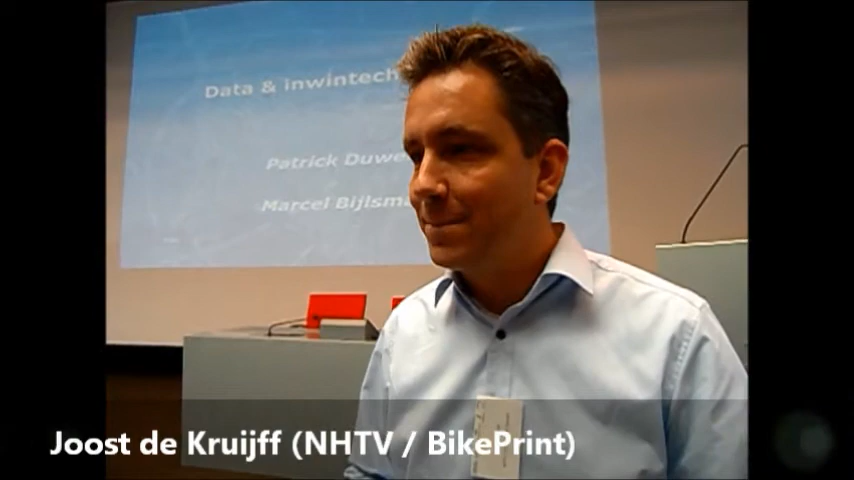 Data & inwintech
Patrick Duwe
Marcel Bijlsma
Joost de Kruijff (NHTV / BikePrint)